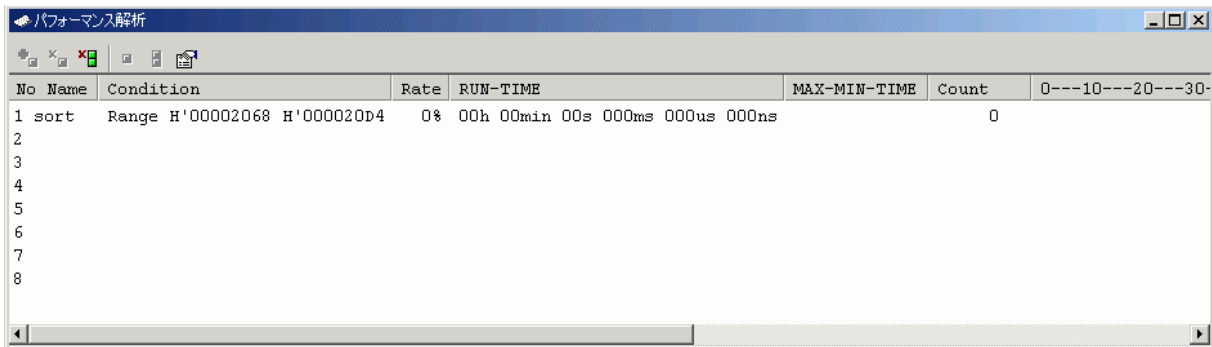 パフォーマンス解析
No Name Condition Rate RUN-TIME MAX-MIN-TIME Count 0---10---20---30-
1 sort Range H'00002068 H'000020D4 0% 00h 00min 00s 000ms 000us 000ns 0
2
3
4
5
6
7
8